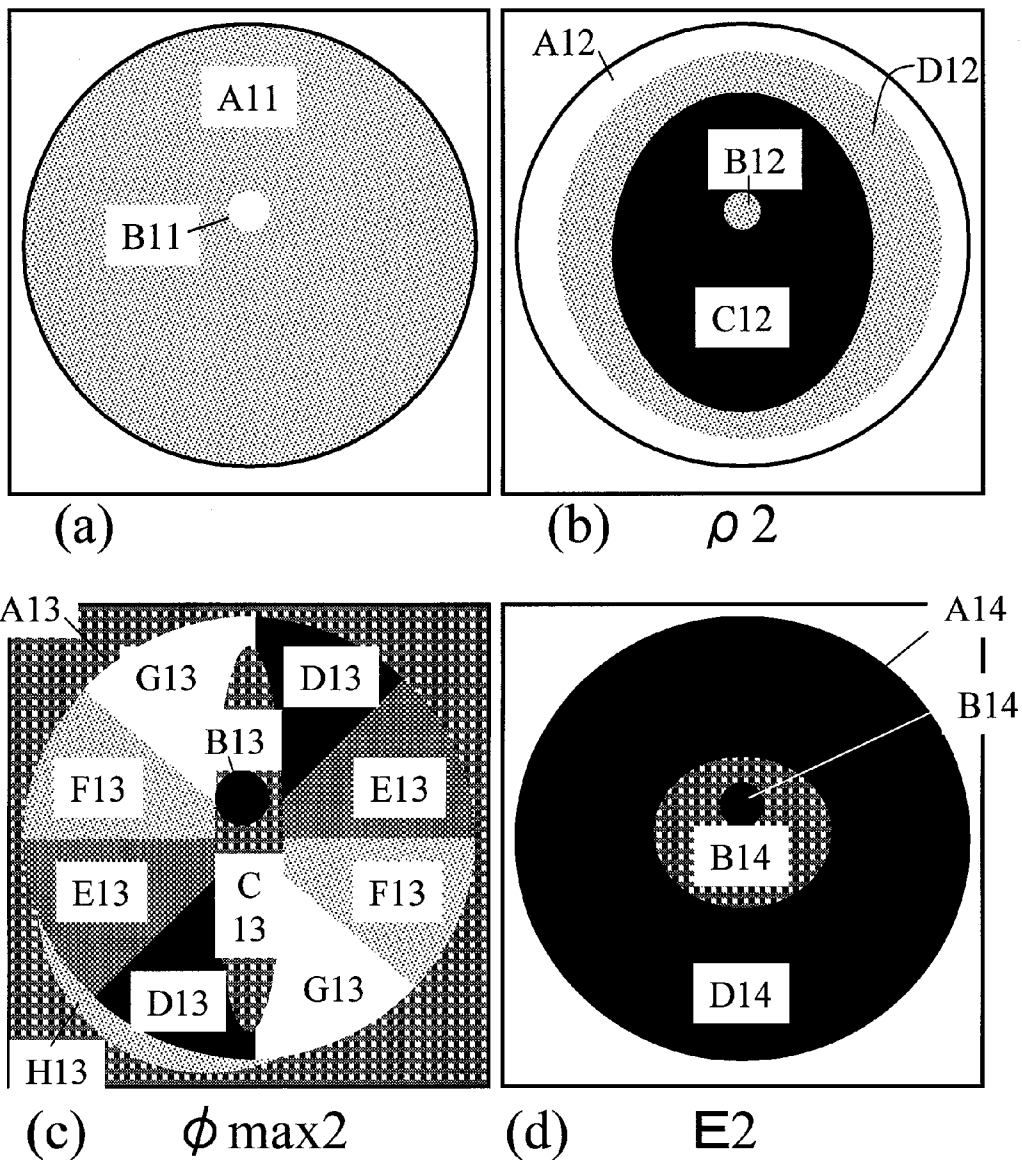 A11
B11
(a)
A12
D12
B12
C12
(b) ρ2
A13
G13
D13
B13
F13
E13
E13
C
13
F13
D13
G13
H13
(c) ϕmax2
A14
B14
B14
D14
(d) E2